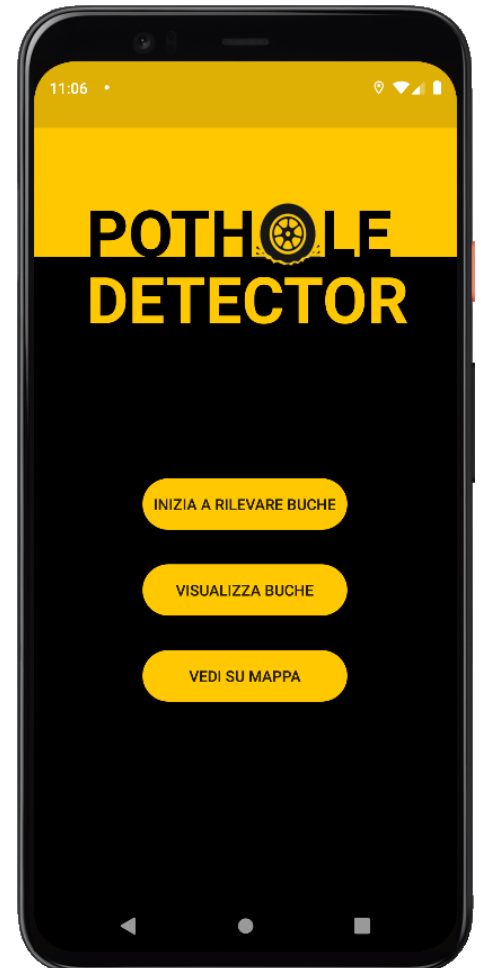 11:06
POTHOLE
DETECTOR
INIZIA A RILEVARE BUCHE
VISUALIZZA BUCHE
VEDI SU MAPPA